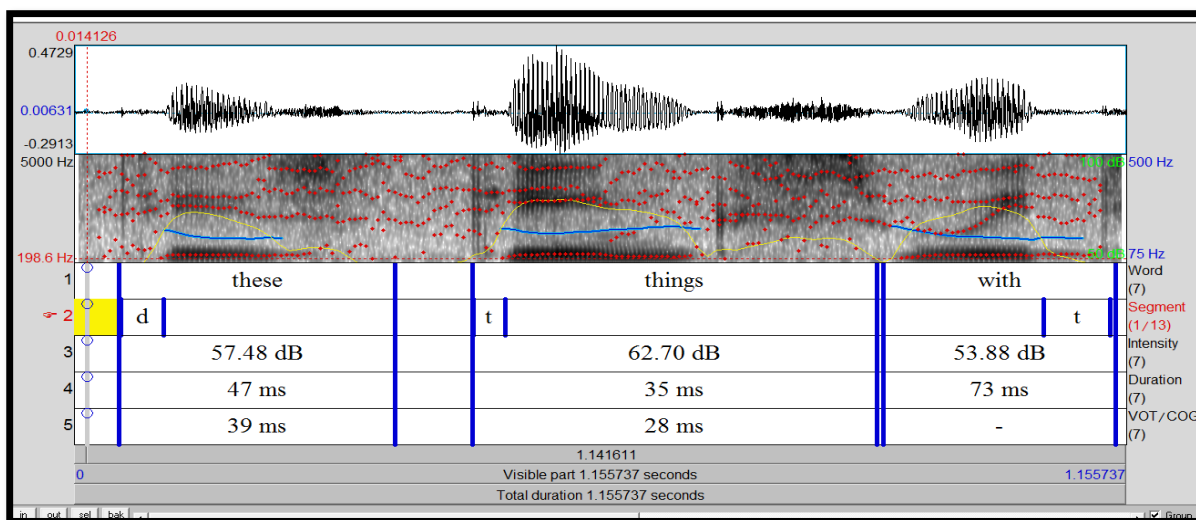 0.014126
0.4729
0.00631
-0.2913
5000 Hz
500 Hz
198.6 Hz
75 Hz
1 these things with Word (7)
2 d t t Segment (1/13)
3 57.48 dB 62.70 dB 53.88 dB Intensity (7)
4 47 ms 35 ms 73 ms Duration (7)
5 39 ms 28 ms - VOT/COG (7)
1.141611
0 Visible part 1.155737 seconds 1.155737
Total duration 1.155737 seconds
in out sel bak Group